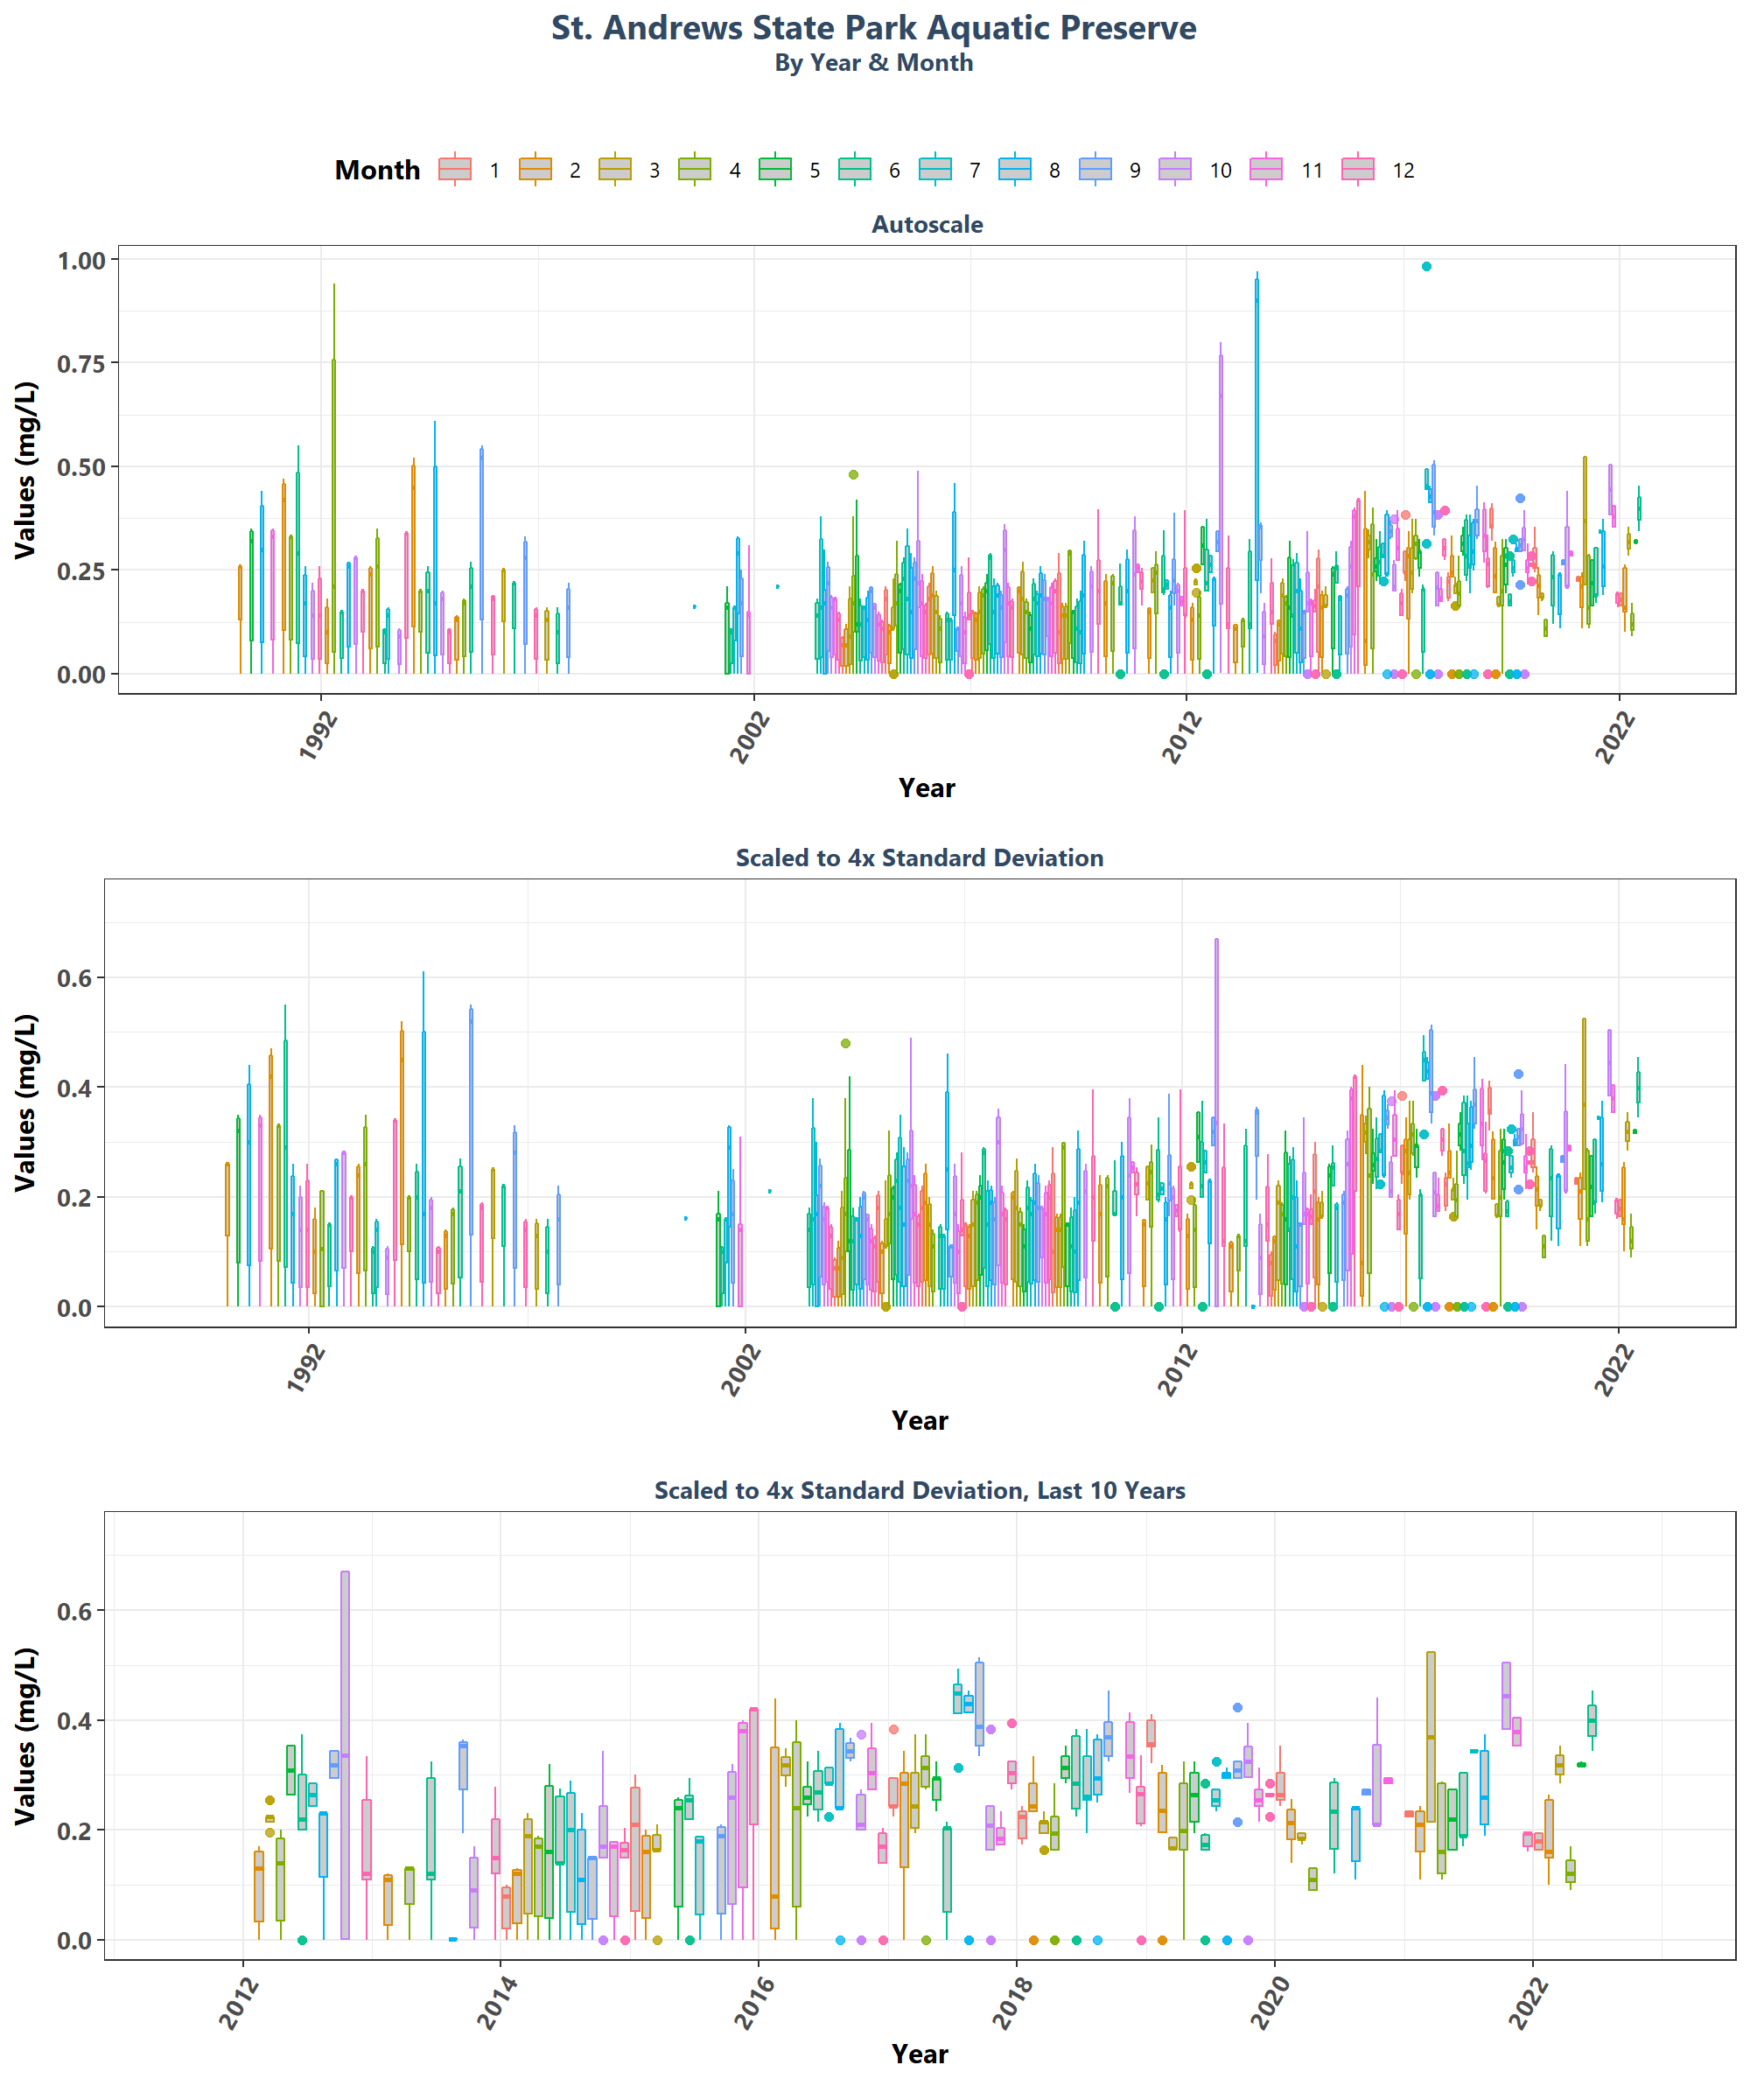 St. Andrews State Park Aquatic Preserve
By Year & Month
Month 1 2 3 4 5 6 7 8 9 10 11 12
Autoscale
Values (mg/L)
1.00
0.75
0.50
0.25
0.00
1992 2002 2012 2022
Year
Scaled to 4x Standard Deviation
Values (mg/L)
0.6
0.4
0.2
0.0
1992 2002 2012 2022
Year
Scaled to 4x Standard Deviation, Last 10 Years
Values (mg/L)
0.6
0.4
0.2
0.0
2012 2014 2016 2018 2020 2022
Year